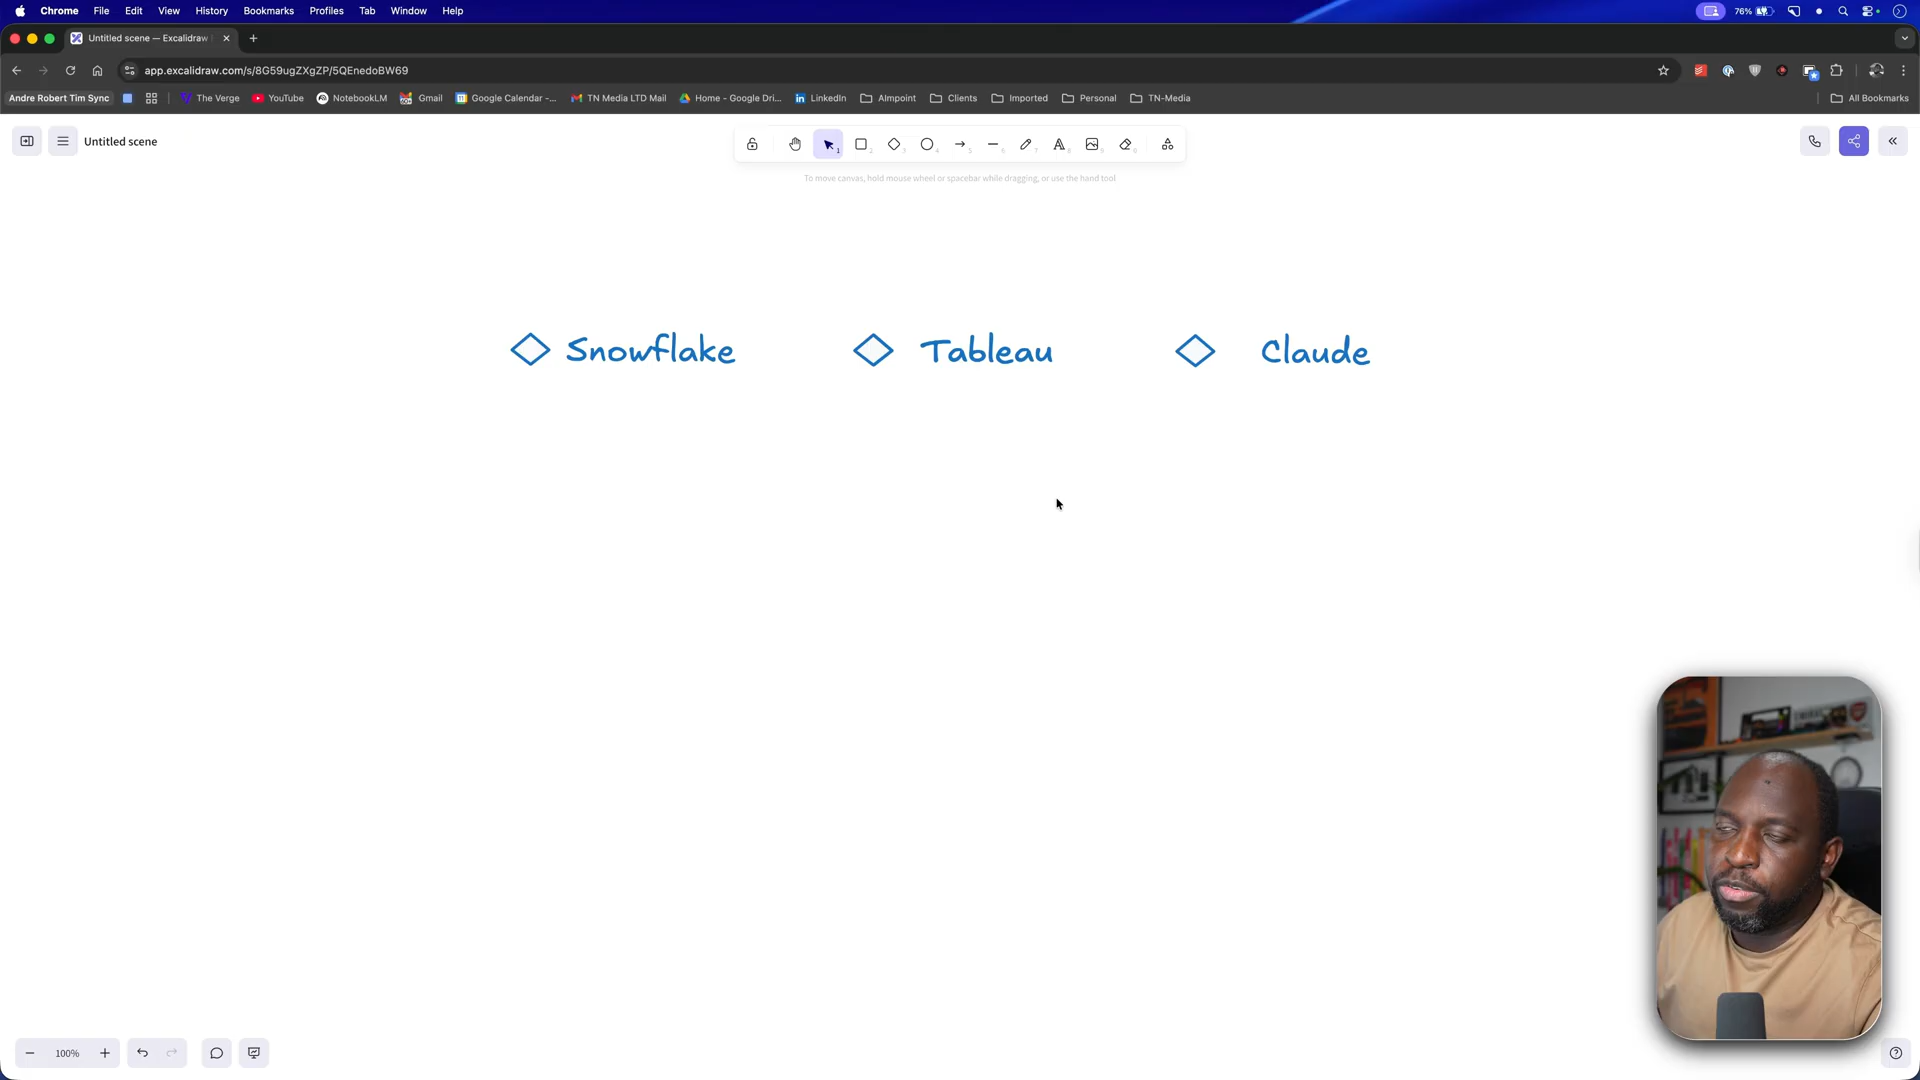 Chrome File Edit View History Bookmarks Profiles Tab Window Help
76%
Untitled scene — Excalidraw
app.excalidraw.com/s/8G59ugZXgZP/5QEnedoBW69
Andre Robert Tim Sync
The Verge
YouTube
NotebookLM
Gmail
Google Calendar -...
TN Media LTD Mail
Home - Google Dri...
LinkedIn
AImpoint
Clients
Imported
Personal
TN-Media
All Bookmarks
Untitled scene
To move canvas, hold mouse wheel or spacebar while dragging, or use the hand tool
Snowflake
Tableau
Claude
100%